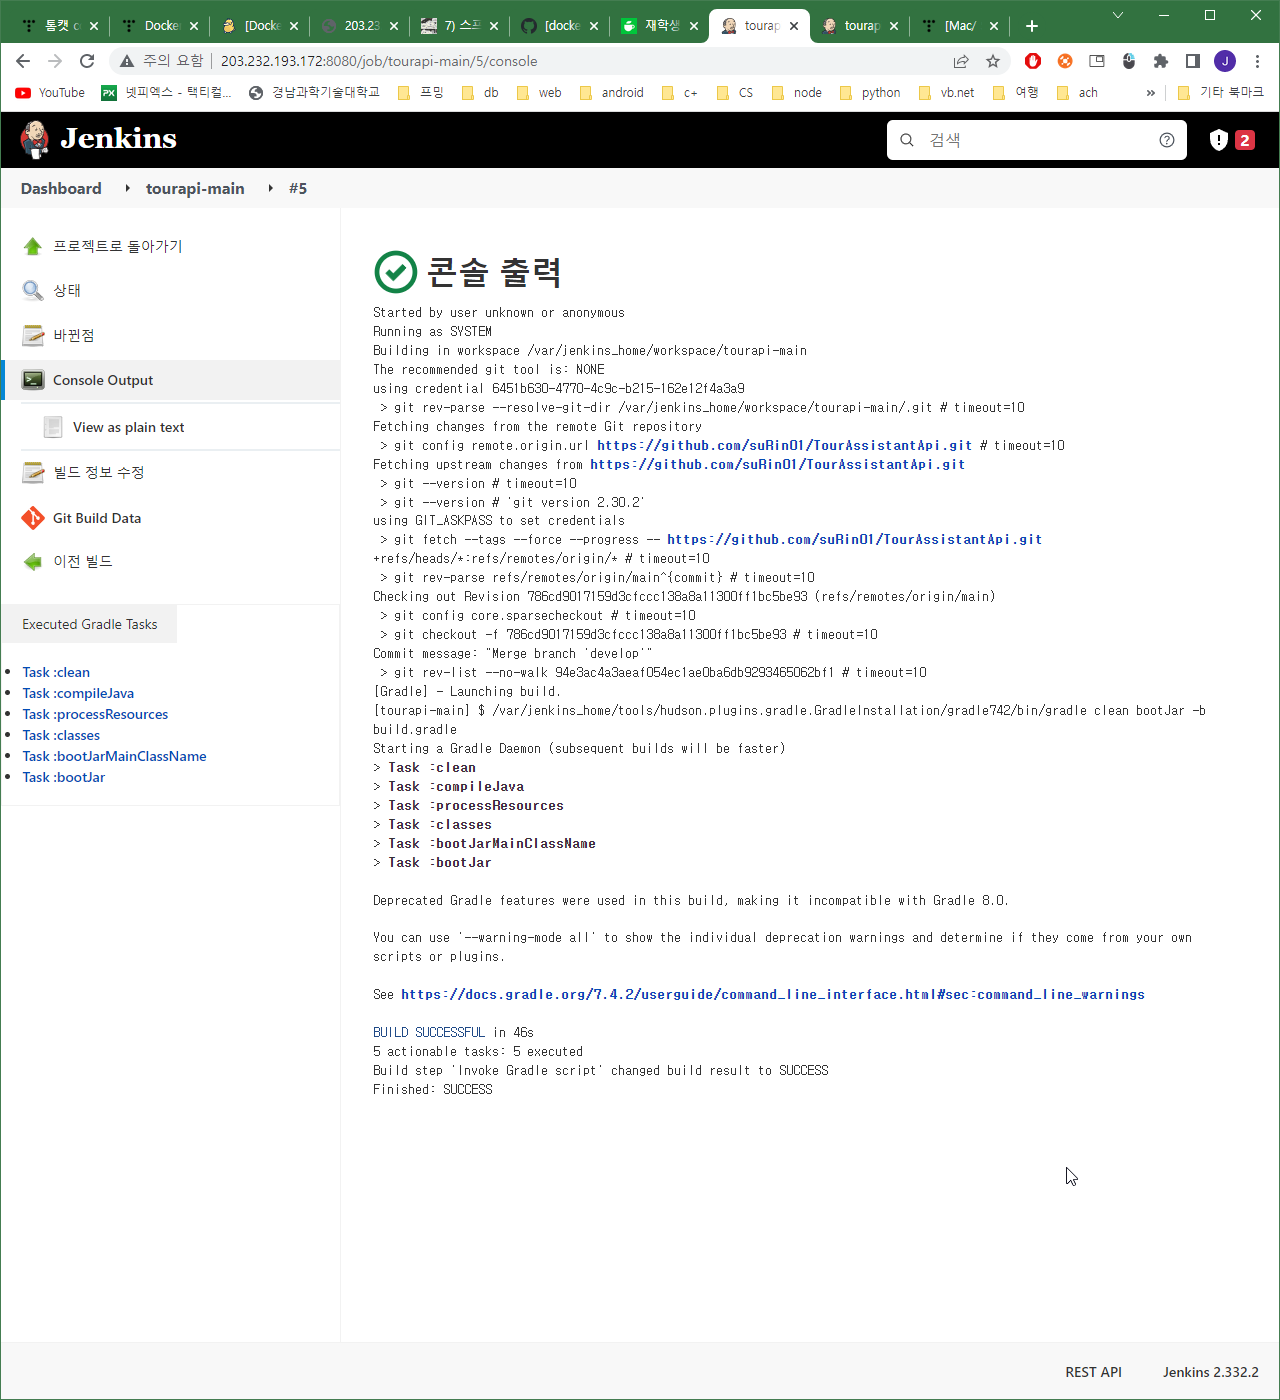 톰캣 c
Docke
[Docke
203.23
7) 스프
[docke
재학생
tourap
tourap
[Mac/
주의 요함
203.232.193.172:8080/job/tourapi-main/5/console
J
YouTube
PX
넷피엑스 - 택티컬...
경남과학기술대학교
프밍
db
web
android
c+
CS
node
python
vb.net
여행
ach
»
기타 북마크
Jenkins
검색
2
Dashboard
tourapi-main
#5
프로젝트로 돌아가기
상태
바뀐점
Console Output
View as plain text
빌드 정보 수정
Git Build Data
이전 빌드
Executed Gradle Tasks
Task :clean
Task :compileJava
Task :processResources
Task :classes
Task :bootJarMainClassName
Task :bootJar
콘솔 출력
Started by user unknown or anonymous
Running as SYSTEM
Building in workspace /var/jenkins_home/workspace/tourapi-main
The recommended git tool is: NONE
using credential 6451b630-4770-4c9c-b215-162e12f4a3a9
> git rev-parse --resolve-git-dir /var/jenkins_home/workspace/tourapi-main/.git # timeout=10
Fetching changes from the remote Git repository
> git config remote.origin.url https://github.com/suRin01/TourAssistantApi.git # timeout=10
Fetching upstream changes from https://github.com/suRin01/TourAssistantApi.git
> git --version # timeout=10
> git --version # 'git version 2.30.2'
using GIT_ASKPASS to set credentials
> git fetch --tags --force --progress -- https://github.com/suRin01/TourAssistantApi.git
+refs/heads/*:refs/remotes/origin/* # timeout=10
> git rev-parse refs/remotes/origin/main^{commit} # timeout=10
Checking out Revision 786cd9017159d3cfccc138a8a11300ff1bc5be93 (refs/remotes/origin/main)
> git config core.sparsecheckout # timeout=10
> git checkout -f 786cd9017159d3cfccc138a8a11300ff1bc5be93 # timeout=10
Commit message: "Merge branch 'develop'"
> git rev-list --no-walk 94e3ac4a3aeaf054ec1ae0ba6db9293465062bf1 # timeout=10
[Gradle] - Launching build.
[tourapi-main] $ /var/jenkins_home/tools/hudson.plugins.gradle.GradleInstallation/gradle742/bin/gradle clean bootJar -b
build.gradle
Starting a Gradle Daemon (subsequent builds will be faster)
> Task :clean
> Task :compileJava
> Task :processResources
> Task :classes
> Task :bootJarMainClassName
> Task :bootJar
Deprecated Gradle features were used in this build, making it incompatible with Gradle 8.0.
You can use '--warning-mode all' to show the individual deprecation warnings and determine if they come from your own
scripts or plugins.
See https://docs.gradle.org/7.4.2/userguide/command_line_interface.html#sec:command_line_warnings
BUILD SUCCESSFUL in 46s
5 actionable tasks: 5 executed
Build step 'Invoke Gradle script' changed build result to SUCCESS
Finished: SUCCESS
REST API
Jenkins 2.332.2